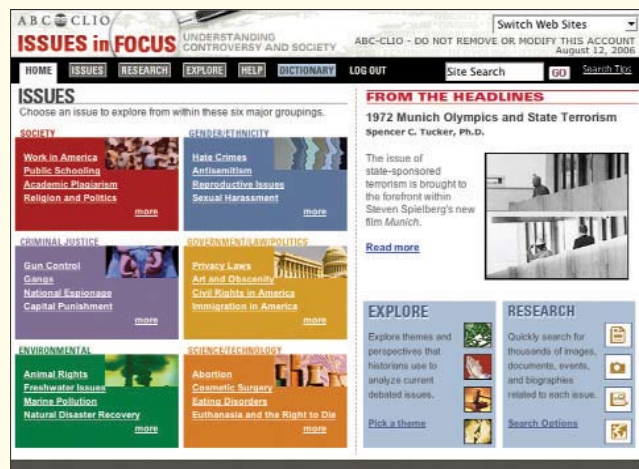 ABC CLIO
ISSUES in FOCUS
UNDERSTANDING
CONTROVERSY AND SOCIETY
Switch Web Sites
ABC-CLIO - DO NOT REMOVE OR MODIFY THIS ACCOUNT
August 12, 2006
HOME ISSUES RESEARCH EXPLORE HELP DICTIONARY LOG OUT Site Search GO Search Tips
ISSUES
Choose an issue to explore from within these six major groupings.
SOCIETY
Work in America
Public Schooling
Academic Plagiarism
Religion and Politics
more
GENDER/ETHNICITY
Hate Crimes
Antisemitism
Reproductive Issues
Sexual Harassment
more
CRIMINAL JUSTICE
Gun Control
Gangs
National Espionage
Capital Punishment
more
GOVERNMENT/LAW/POLITICS
Privacy Laws
Art and Obscenity
Civil Rights in America
Immigration in America
more
ENVIRONMENTAL
Animal Rights
Freshwater Issues
Marine Pollution
Natural Disaster Recovery
more
SCIENCE/TECHNOLOGY
Abortion
Cosmetic Surgery
Eating Disorders
Euthanasia and the Right to Die
more
FROM THE HEADLINES
1972 Munich Olympics and State Terrorism
Spencer C. Tucker, Ph.D.
The issue of
state-sponsored
terrorism is brought to
the forefront within
Steven Spielberg's new
film Munich.
Read more
EXPLORE
Explore themes and
perspectives that
historians use to
analyze current
debated issues.
Pick a theme
RESEARCH
Quickly search for
thousands of images,
documents, events,
and biographies
related to each issue.
Search Options